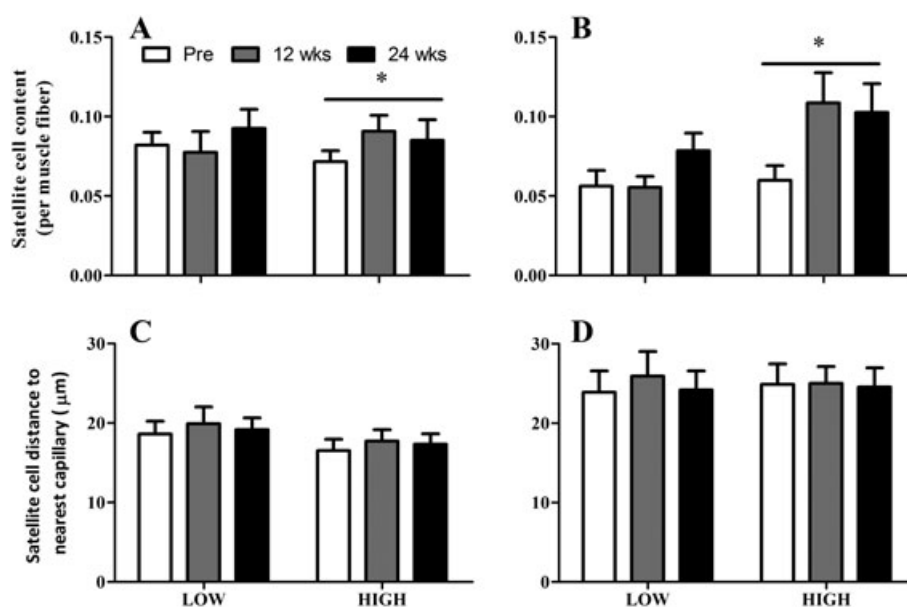 A
B
Satellite cell content
(per muscle fiber)
0.15
0.10
0.05
0.00
Pre 12 wks 24 wks
*
0.15
0.10
0.05
0.00
*
C
D
Satellite cell distance to
nearest capillary ( μm)
30
20
10
0
LOW HIGH
30
20
10
0
LOW HIGH